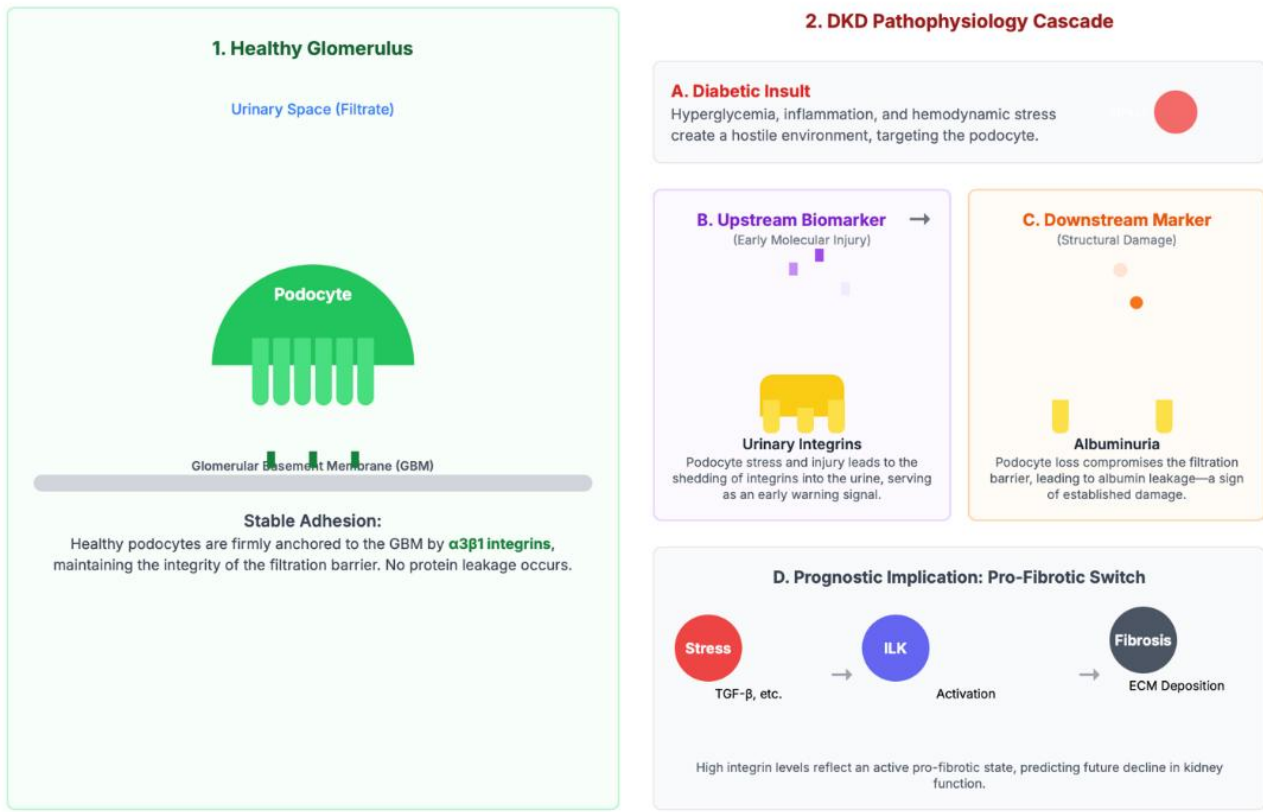 1. Healthy Glomerulus
Urinary Space (Filtrate)
Podocyte
Glomerular Basement Membrane (GBM)
Stable Adhesion:
Healthy podocytes are firmly anchored to the GBM by α3β1 integrins,
maintaining the integrity of the filtration barrier. No protein leakage occurs.
2. DKD Pathophysiology Cascade
A. Diabetic Insult
Hyperglycemia, inflammation, and hemodynamic stress
create a hostile environment, targeting the podocyte.
B. Upstream Biomarker →
(Early Molecular Injury)
Urinary Integrins
Podocyte stress and injury leads to the
shedding of integrins into the urine, serving
as an early warning signal.
C. Downstream Marker
(Structural Damage)
Albuminuria
Podocyte loss compromises the filtration
barrier, leading to albumin leakage—a sign
of established damage.
D. Prognostic Implication: Pro-Fibrotic Switch
Stress
TGF-β, etc.
→
ILK
Activation
→
Fibrosis
ECM Deposition
High integrin levels reflect an active pro-fibrotic state, predicting future decline in kidney
function.